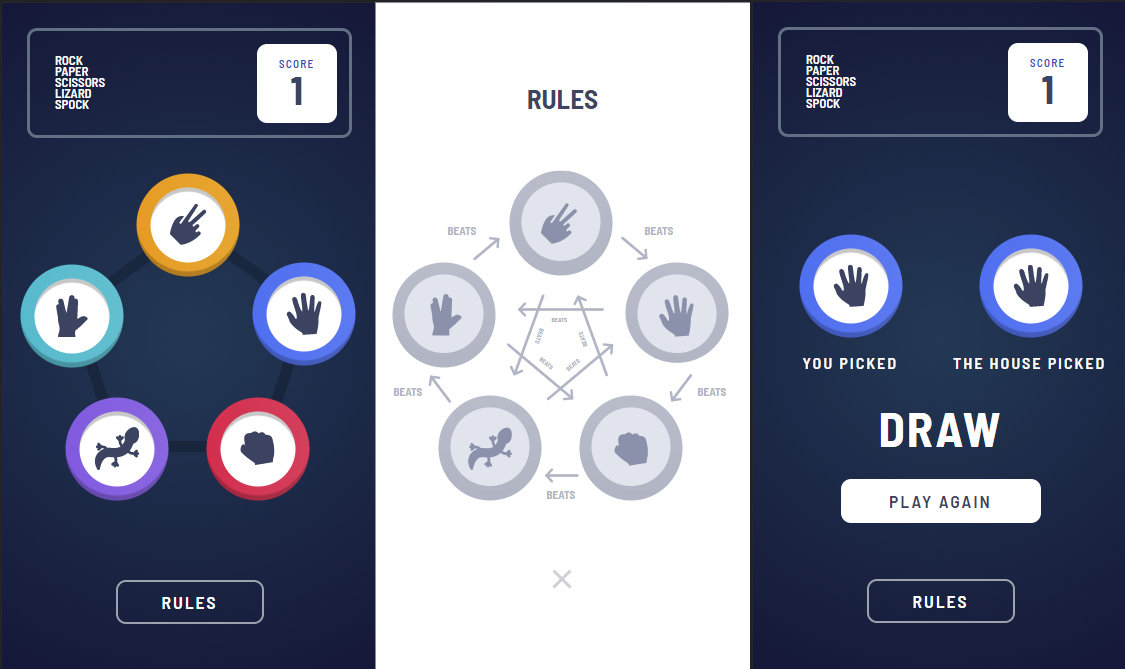 ROCK
PAPER
SCISSORS
LIZARD
SPOCK
SCORE
1
RULES
RULES
BEATS
BEATS
BEATS
BEATS
BEATS
BEATS
BEATS
BEATS
BEATS
BEATS
ROCK
PAPER
SCISSORS
LIZARD
SPOCK
SCORE
1
YOU PICKED
THE HOUSE PICKED
DRAW
PLAY AGAIN
RULES